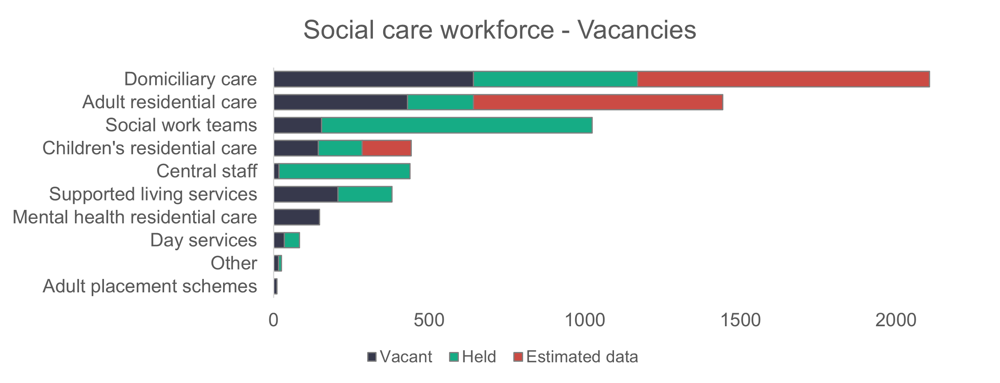 Social care workforce - Vacancies
Domiciliary care
Adult residential care
Social work teams
Children's residential care
Central staff
Supported living services
Mental health residential care
Day services
Other
Adult placement schemes
0 500 1000 1500 2000
Vacant Held Estimated data